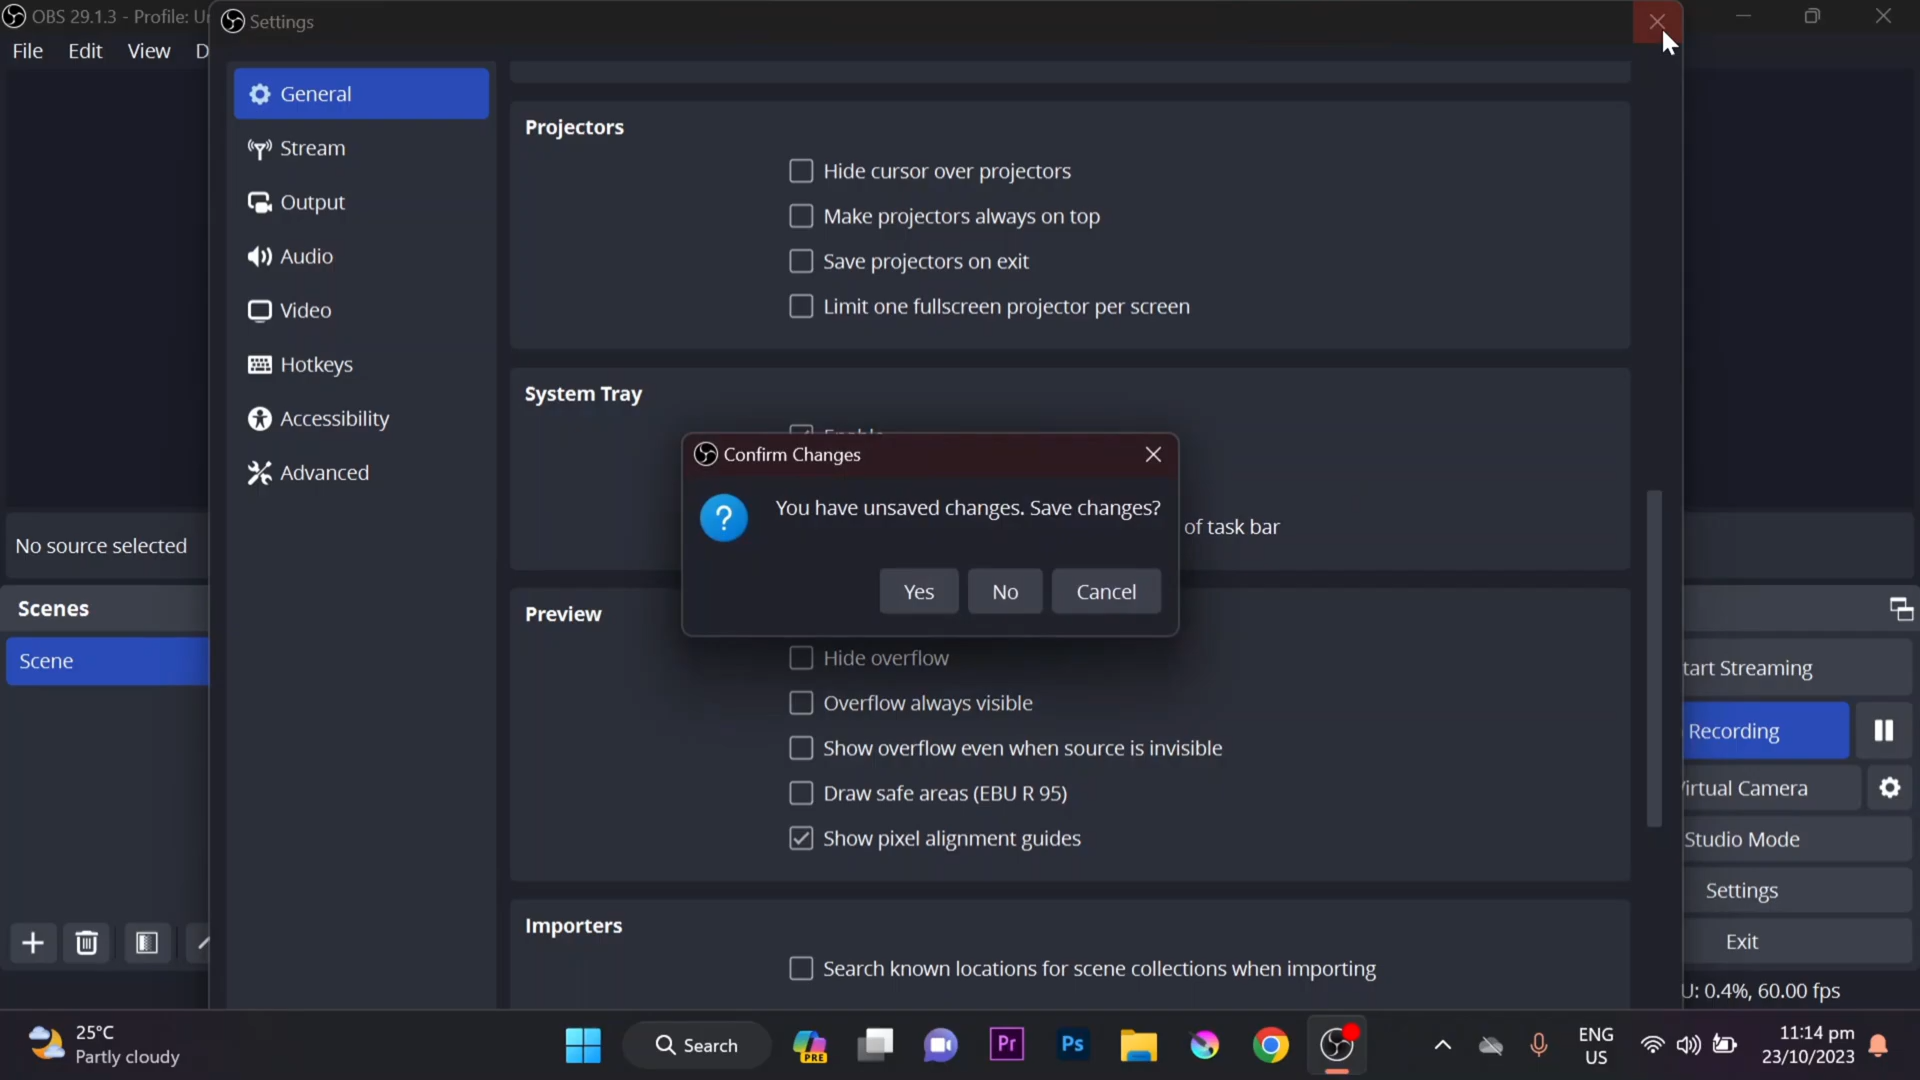 OBS 29.1.3 - Profile:
Settings
File Edit View
General
Stream
Output
Audio
Video
Hotkeys
Accessibility
Advanced
Projectors
Hide cursor over projectors
Make projectors always on top
Save projectors on exit
Limit one fullscreen projector per screen
System Tray
Confirm Changes
You have unsaved changes. Save changes?
of task bar
Yes No Cancel
Preview
Hide overflow
Overflow always visible
Show overflow even when source is invisible
Draw safe areas (EBU R 95)
Show pixel alignment guides
Importers
Search known locations for scene collections when importing
No source selected
Scenes
Scene
tart Streaming
Recording
irtual Camera
Studio Mode
Settings
Exit
U: 0.4%, 60.00 fps
25°C
Partly cloudy
Search
PRE
Pr
Ps
ENG
US
11:14 pm
23/10/2023